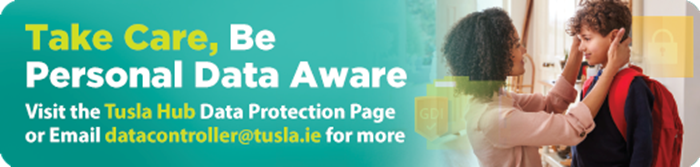 Take Care, Be
Personal Data Aware
Visit the Tusla Hub Data Protection Page
or Email datacontroller@tusla.ie for more